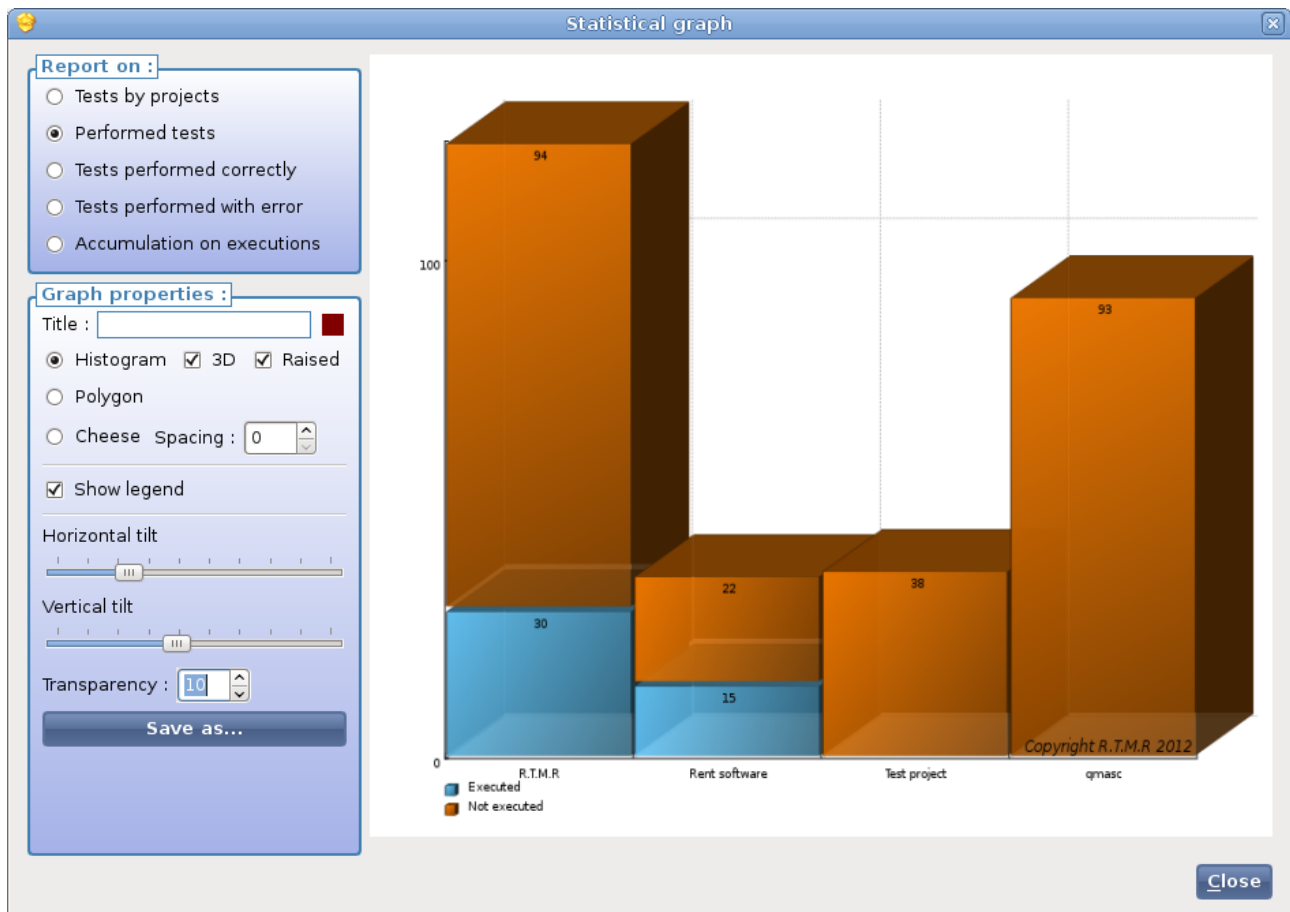 Statistical graph
Report on :
Tests by projects
Performed tests
Tests performed correctly
Tests performed with error
Accumulation on executions
Graph properties :
Title :
Histogram 3D Raised
Polygon
Cheese Spacing : 0
Show legend
Horizontal tilt
Vertical tilt
Transparency : 10
Save as...
94
100
93
22
38
30
15
Copyright R.T.M.R 2012
0
R.T.M.R Rent software Test project qmasc
Executed
Not executed
Close